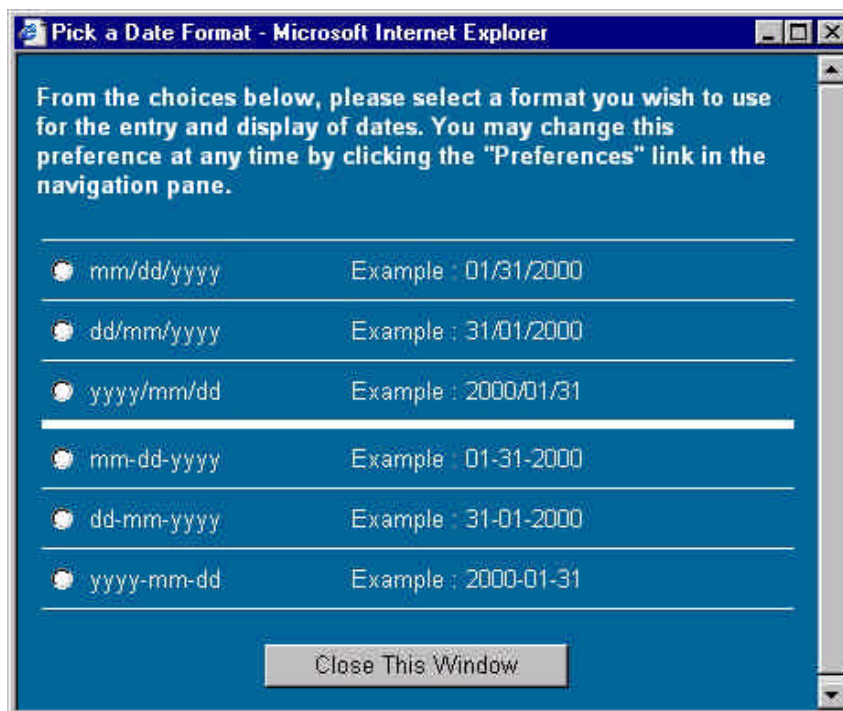 Pick a Date Format - Microsoft Internet Explorer
From the choices below, please select a format you wish to use
for the entry and display of dates. You may change this
preference at any time by clicking the "Preferences" link in the
navigation pane.
mm/dd/yyyy Example : 01/31/2000
dd/mm/yyyy Example : 31/01/2000
yyyy/mm/dd Example : 2000/01/31
mm-dd-yyyy Example : 01-31-2000
dd-mm-yyyy Example : 31-01-2000
yyyy-mm-dd Example : 2000-01-31
Close This Window